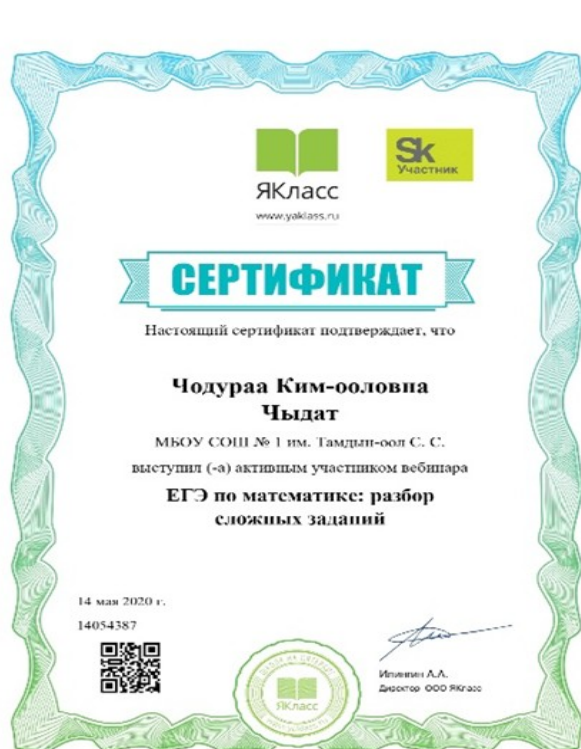 ЯКласс
www.yaklass.ru
Sk
Участник
СЕРТИФИКАТ
Настоящий сертификат подтверждает, что
Чодураа Ким-ооловна
Чыдат
МБОУ СОШ № 1 им. Тамдын-оол С. С.
выступил (-а) активным участником вебинара
ЕГЭ по математике: разбор
сложных заданий
14 мая 2020 г.
14054387
А.А.
Директор ООО ЯКласс
ЯКласс